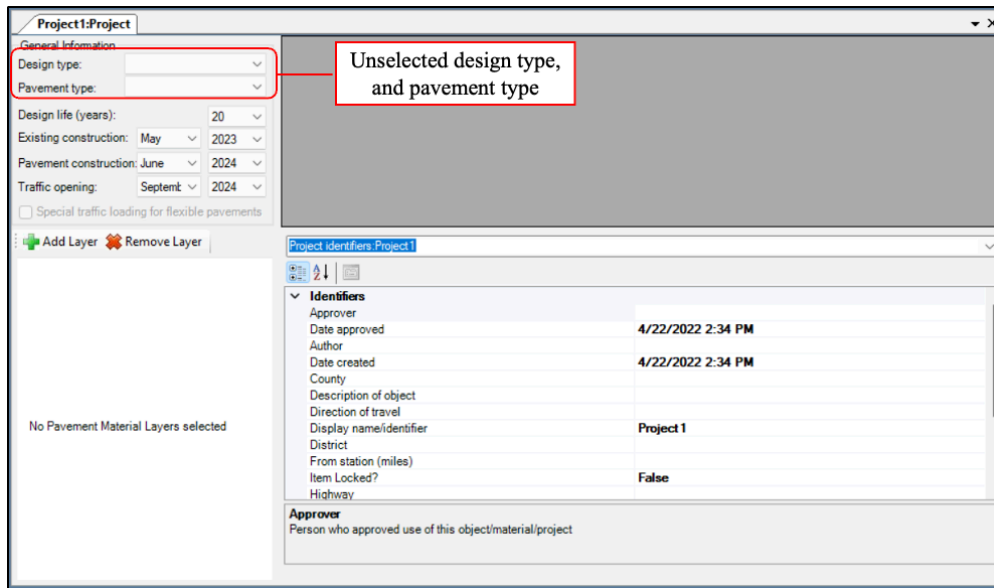 Project1:Project
General Information
Design type:
Pavement type:
Unselected design type,
and pavement type
Design life (years): 20
Existing construction: May 2023
Pavement construction: June 2024
Traffic opening: Septemb 2024
Special traffic loading for flexible pavements
Add Layer Remove Layer
No Pavement Material Layers selected
Project identifiers:Project1
Identifiers
Approver
Date approved 4/22/2022 2:34 PM
Author
Date created 4/22/2022 2:34 PM
County
Description of object
Direction of travel
Display name/identifier Project1
District
From station (miles)
Item Locked? False
Highway
Approver
Person who approved use of this object/material/project